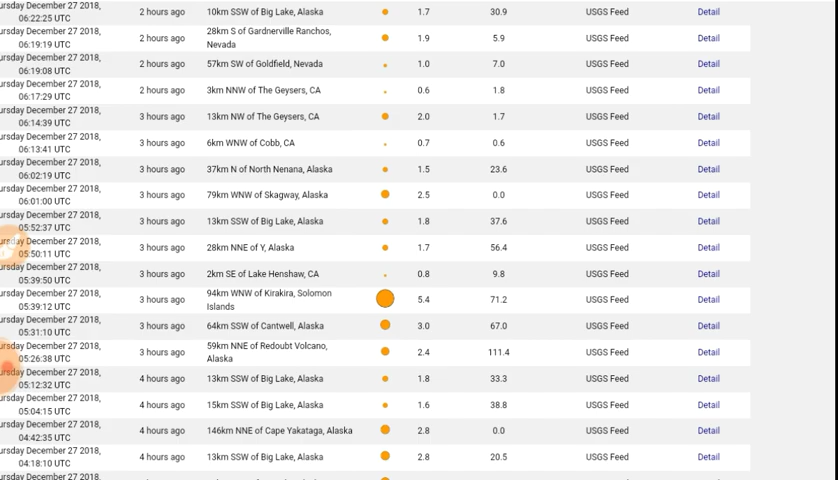 ursday December 27 2018,
06:22:25 UTC
2 hours ago
10km SSW of Big Lake, Alaska
1.7
30.9
USGS Feed
Detail
ursday December 27 2018,
06:19:19 UTC
2 hours ago
28km S of Gardnerville Ranchos,
Nevada
1.9
5.9
USGS Feed
Detail
ursday December 27 2018,
06:19:08 UTC
2 hours ago
57km SW of Goldfield, Nevada
1.0
7.0
USGS Feed
Detail
ursday December 27 2018,
06:17:29 UTC
2 hours ago
3km NNW of The Geysers, CA
0.6
1.8
USGS Feed
Detail
ursday December 27 2018,
06:14:39 UTC
3 hours ago
13km NW of The Geysers, CA
2.0
1.7
USGS Feed
Detail
ursday December 27 2018,
06:13:41 UTC
3 hours ago
6km WNW of Cobb, CA
0.7
0.6
USGS Feed
Detail
ursday December 27 2018,
06:02:19 UTC
3 hours ago
37km N of North Nenana, Alaska
1.5
23.6
USGS Feed
Detail
ursday December 27 2018,
06:01:00 UTC
3 hours ago
79km WNW of Skagway, Alaska
2.5
0.0
USGS Feed
Detail
ursday December 27 2018,
05:52:37 UTC
3 hours ago
13km SSW of Big Lake, Alaska
1.8
37.6
USGS Feed
Detail
ursday December 27 2018,
05:50:11 UTC
3 hours ago
28km NNE of Y, Alaska
1.7
56.4
USGS Feed
Detail
ursday December 27 2018,
05:39:50 UTC
3 hours ago
2km SE of Lake Henshaw, CA
0.8
9.8
USGS Feed
Detail
ursday December 27 2018,
05:39:12 UTC
3 hours ago
94km WNW of Kirakira, Solomon
Islands
5.4
71.2
USGS Feed
Detail
ursday December 27 2018,
05:31:10 UTC
3 hours ago
64km SSW of Cantwell, Alaska
3.0
67.0
USGS Feed
Detail
ursday December 27 2018,
05:26:38 UTC
3 hours ago
59km NNE of Redoubt Volcano,
Alaska
2.4
111.4
USGS Feed
Detail
ursday December 27 2018,
05:12:32 UTC
4 hours ago
13km SSW of Big Lake, Alaska
1.8
33.3
USGS Feed
Detail
ursday December 27 2018,
05:04:15 UTC
4 hours ago
15km SSW of Big Lake, Alaska
1.6
38.8
USGS Feed
Detail
ursday December 27 2018,
04:42:35 UTC
4 hours ago
146km NNE of Cape Yakataga, Alaska
2.8
0.0
USGS Feed
Detail
ursday December 27 2018,
04:18:10 UTC
4 hours ago
13km SSW of Big Lake, Alaska
2.8
20.5
USGS Feed
Detail
ursday December 27 2018,